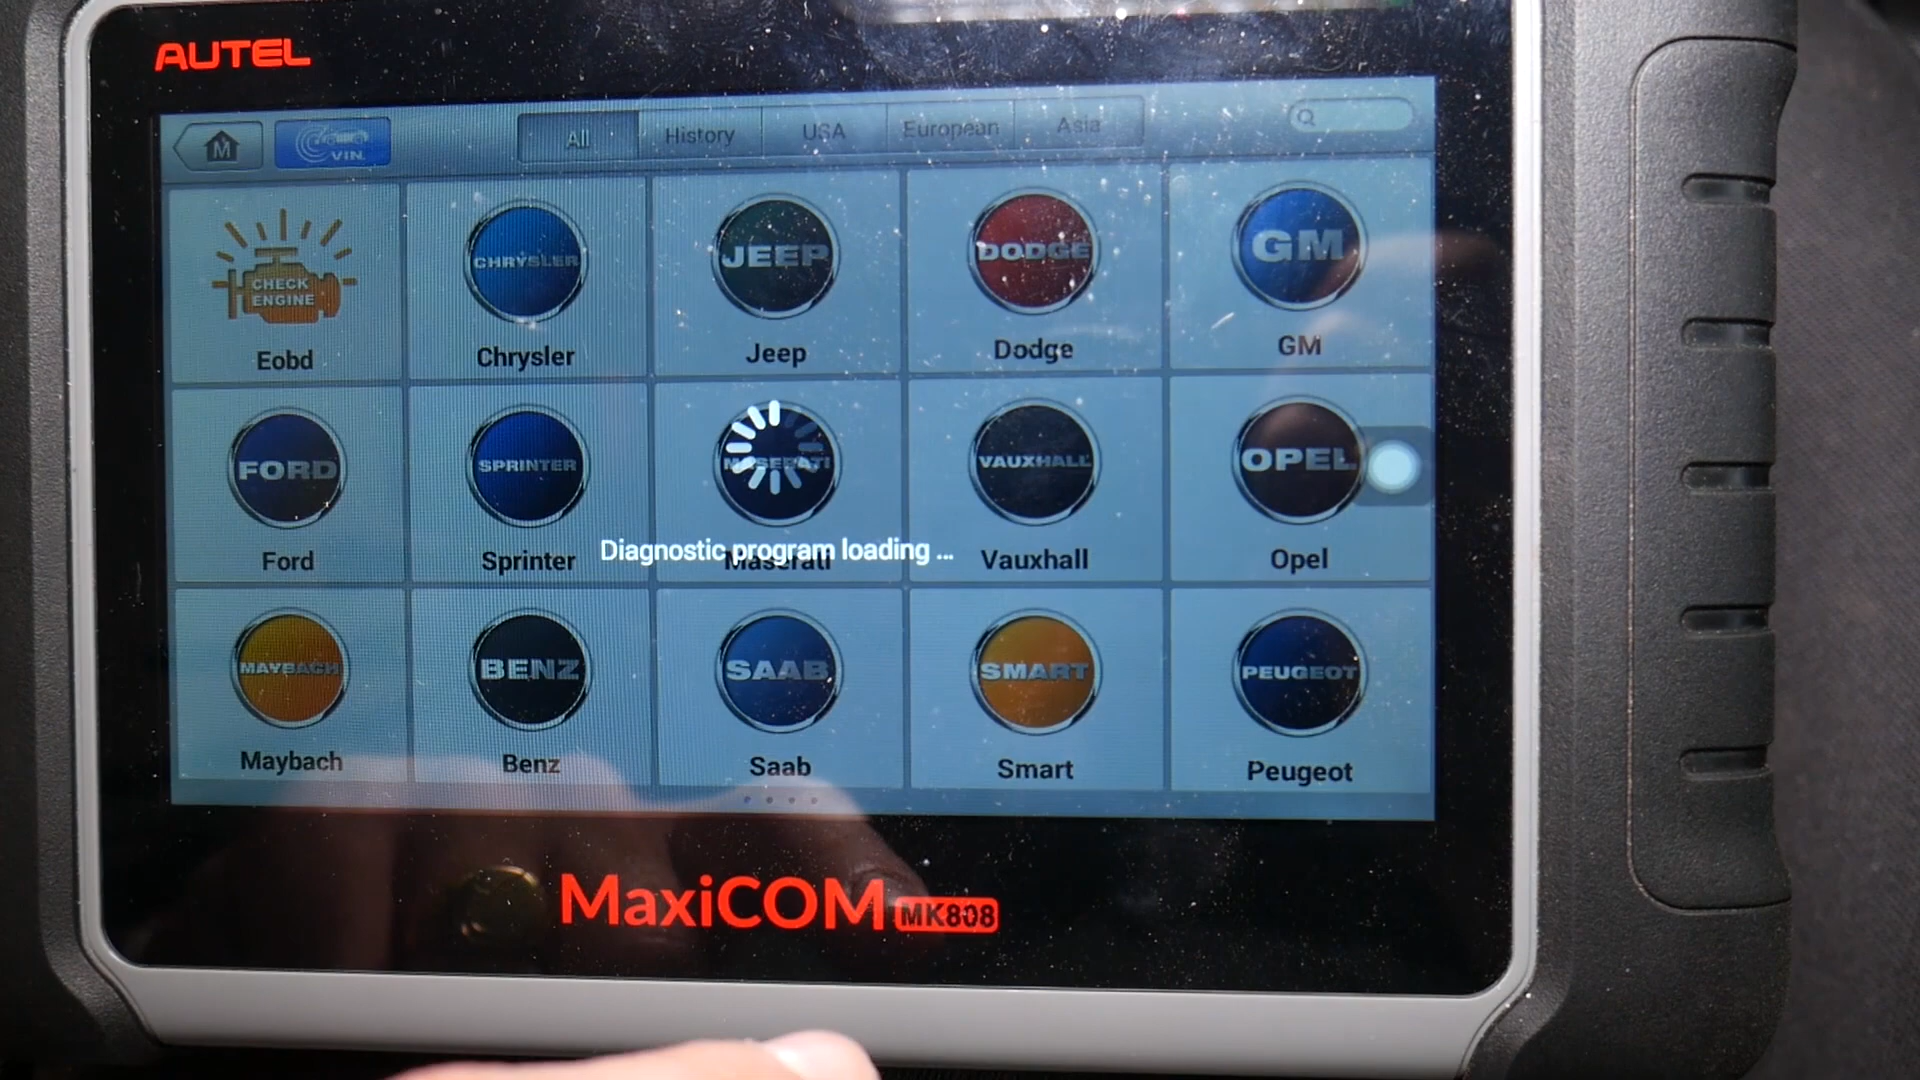 AUTEL
M VIN All History USA European Asia
CHECK ENGINE CHRYSLER JEEP DODGE GM
Eobd Chrysler Jeep Dodge GM
FORD SPRINTER MASERATI VAUXHALL OPEL
Ford Sprinter Maserati Vauxhall Opel
Diagnostic program loading ...
MAYBACH BENZ SAAB SMART PEUGEOT
Maybach Benz Saab Smart Peugeot
MaxiCOM MK808